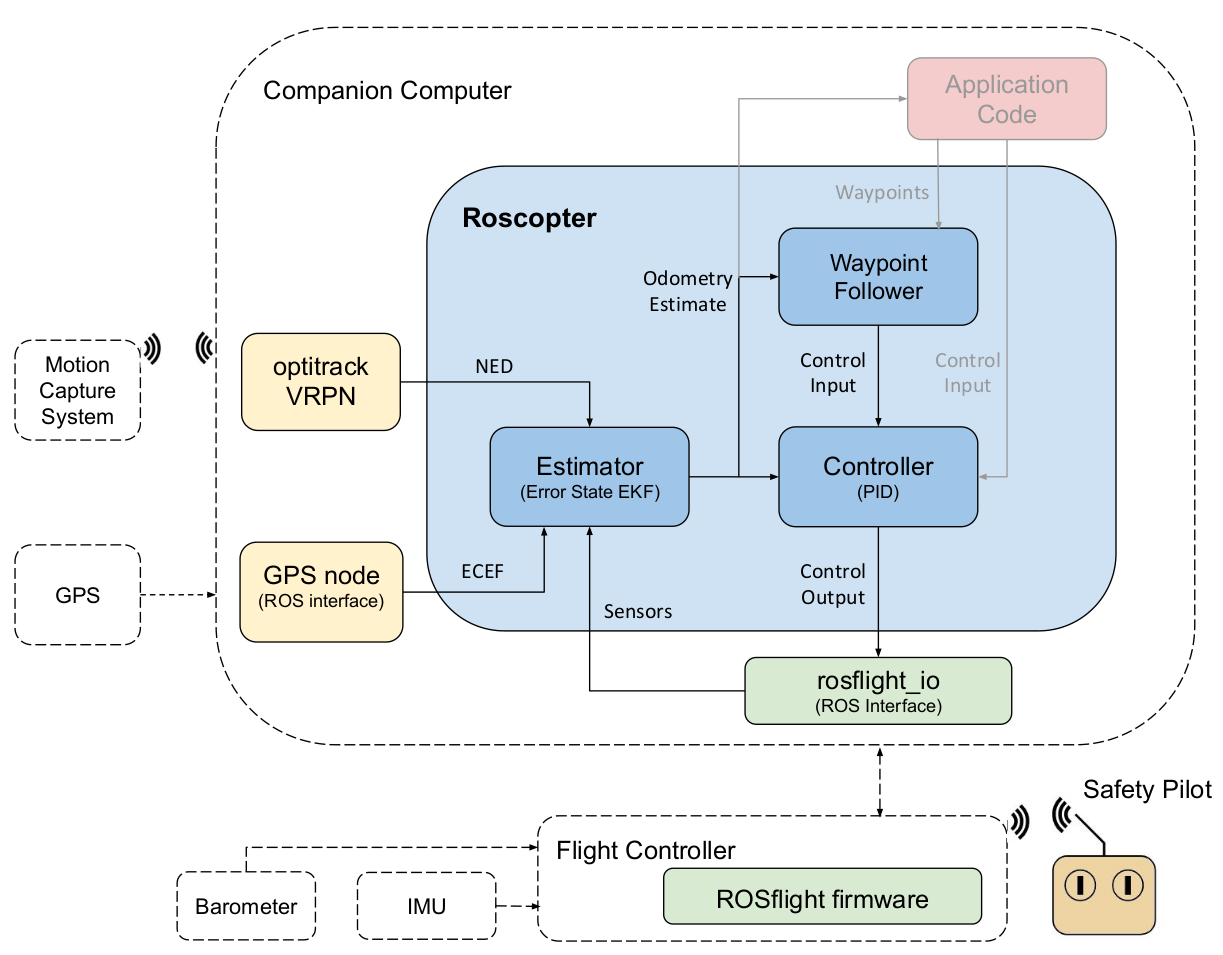 Companion Computer
Application
Code
Waypoints
Roscopter
Waypoint
Follower
Odometry
Estimate
Motion
Capture
System
optitrack
VRPN
NED
Control
Input
Control
Input
Estimator
(Error State EKF)
Controller
(PID)
GPS
GPS node
(ROS interface)
ECEF
Sensors
Control
Output
rosflight_io
(ROS Interface)
Safety Pilot
Flight Controller
ROSflight firmware
Barometer
IMU